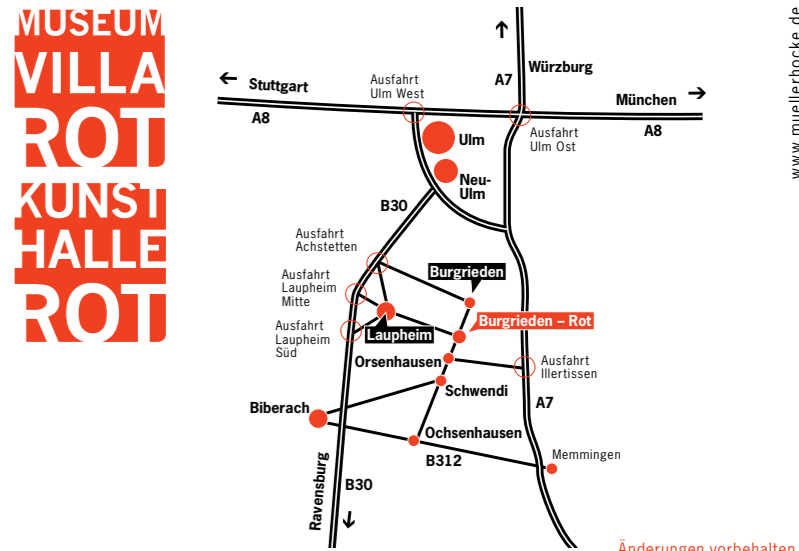 MUSEUM
VILLA
ROT
KUNST
HALLE
ROT
www.muellerhocke.de
Stuttgart
A8
Ausfahrt
Ulm West
A7
Würzburg
München
A8
Ausfahrt
Ulm Ost
Ulm
Neu-
Ulm
B30
Ausfahrt
Achstetten
Burgrieden
Ausfahrt
Laupheim
Mitte
Burgrieden – Rot
Ausfahrt
Laupheim
Süd
Laupheim
Orsenhausen
Ausfahrt
Illertissen
Schwendi
A7
Biberach
Ochsenhausen
B312
Memmingen
Ravensburg
B30
Änderungen vorbehalten